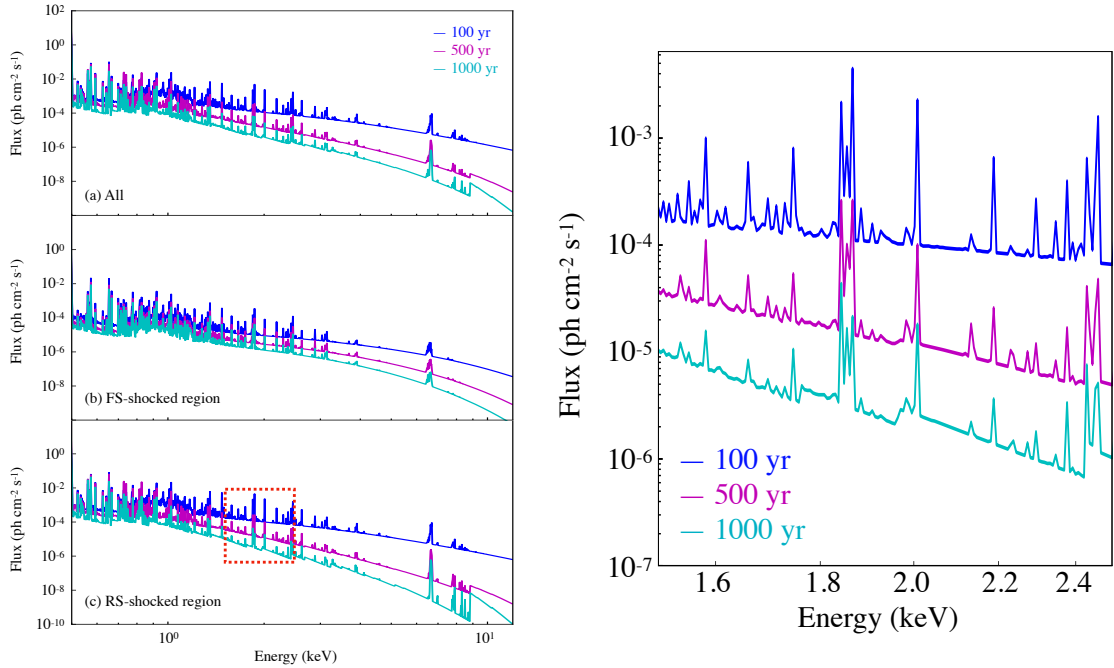 10²
10⁰
10⁻²
10⁻⁴
10⁻⁶
10⁻⁸
Flux (ph cm⁻² s⁻¹)
100 yr
500 yr
1000 yr
(a) All
10⁰
10⁻²
10⁻⁴
10⁻⁶
10⁻⁸
Flux (ph cm⁻² s⁻¹)
(b) FS-shocked region
10⁰
10⁻²
10⁻⁴
10⁻⁶
10⁻⁸
10⁻¹⁰
Flux (ph cm⁻² s⁻¹)
(c) RS-shocked region
10⁰
10¹
Energy (keV)
10⁻³
10⁻⁴
10⁻⁵
10⁻⁶
10⁻⁷
Flux (ph cm⁻² s⁻¹)
100 yr
500 yr
1000 yr
1.6
1.8
2.0
2.2
2.4
Energy (keV)